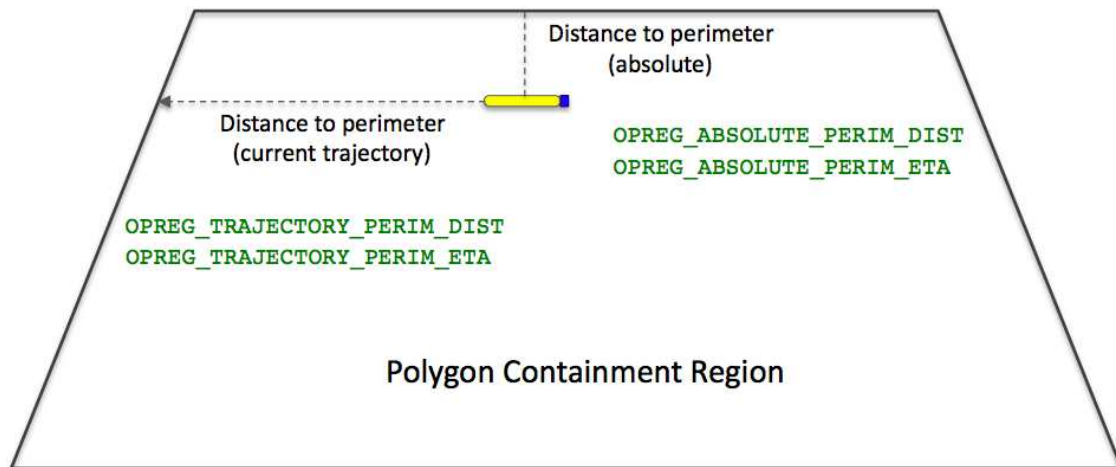 Distance to perimeter
(absolute)
Distance to perimeter
(current trajectory)
OPREG_ABSOLUTE_PERIM_DIST
OPREG_ABSOLUTE_PERIM_ETA
OPREG_TRAJECTORY_PERIM_DIST
OPREG_TRAJECTORY_PERIM_ETA
Polygon Containment Region